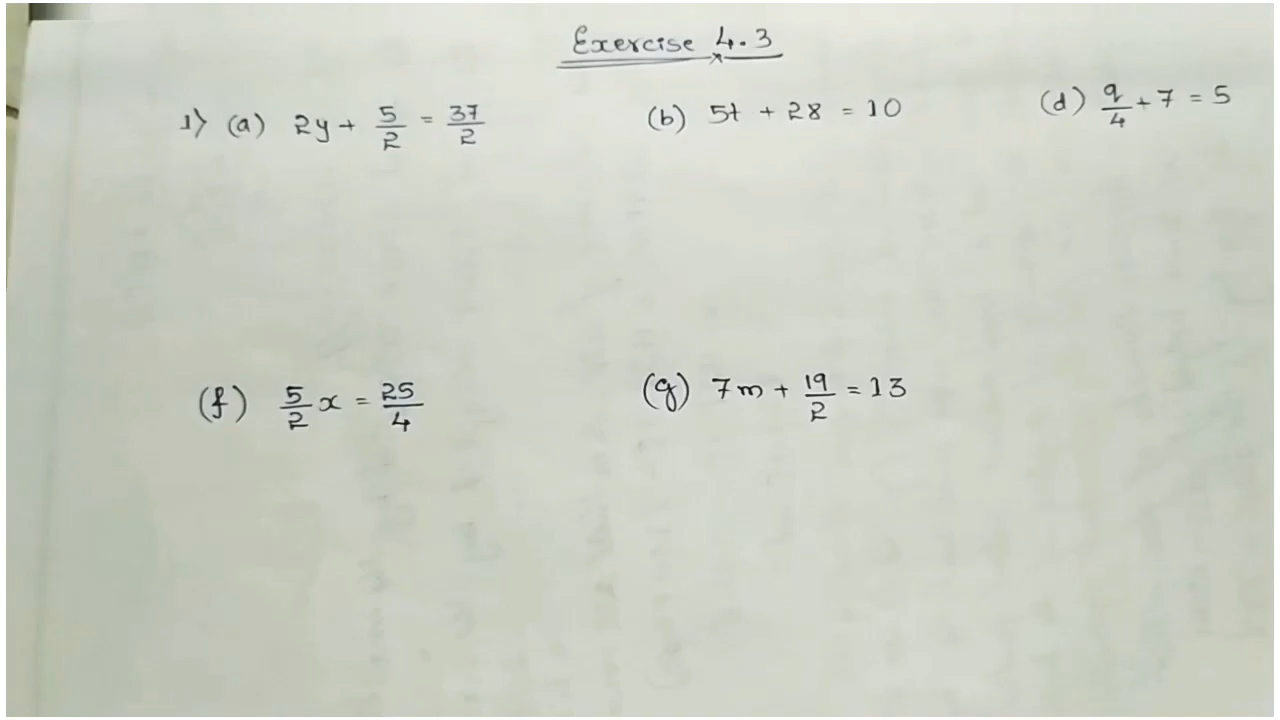 Exercise 4.3
1) (a) 2y + 5/2 = 37/2 (b) 5t + 28 = 10 (d) q/4 + 7 = 5
(f) 5/2 x = 25/4 (g) 7m + 19/2 = 13